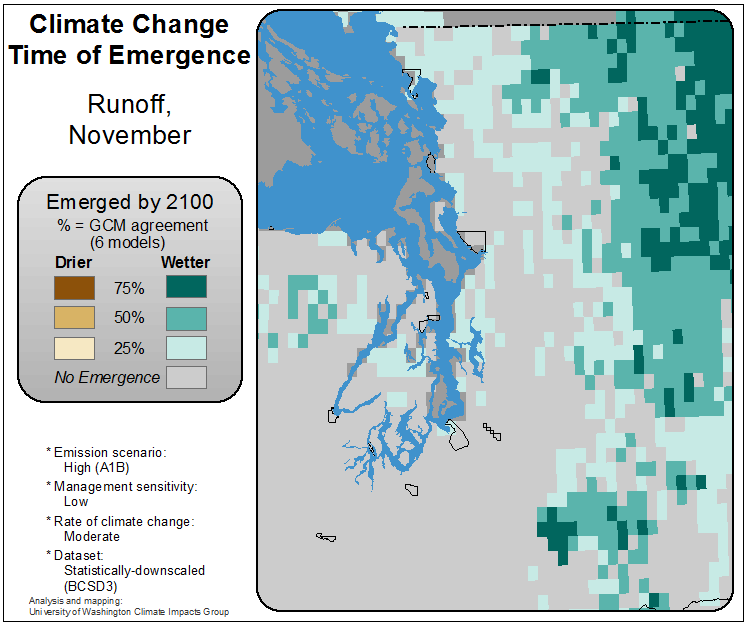 Climate Change
Time of Emergence
Runoff,
November
Emerged by 2100
% = GCM agreement
(6 models)
Drier Wetter
75%
50%
25%
No Emergence
* Emission scenario:
High (A1B)
* Management sensitivity:
Low
* Rate of climate change:
Moderate
* Dataset:
Statistically-downscaled
(BCSD3)
Analysis and mapping:
University of Washington Climate Impacts Group